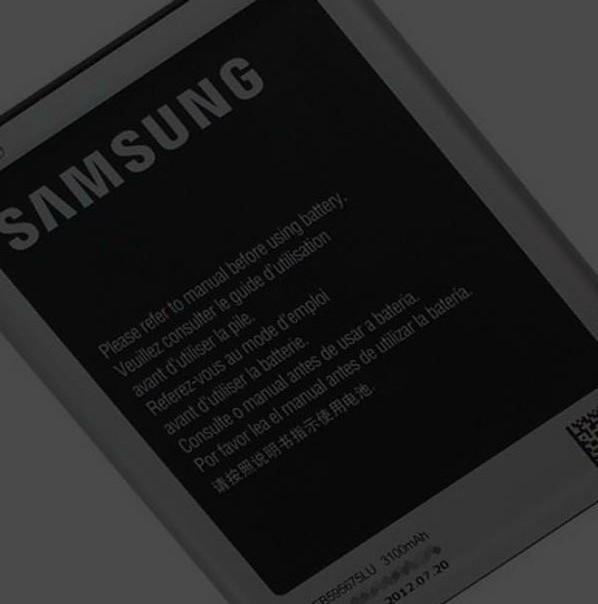 SAMSUNG
Please refer to manual before using battery.
Veuillez consulter le guide d'utilisation
avant d'utiliser la pile.
Referez-vous au mode d'emploi
avant d'utiliser la batterie.
Consulte o manual antes de usar a bateria.
Por favor lea el manual antes de utilizar la batería.
请按照说明书指示使用电池.
EB595675LU 3100mAh
2012.07.20